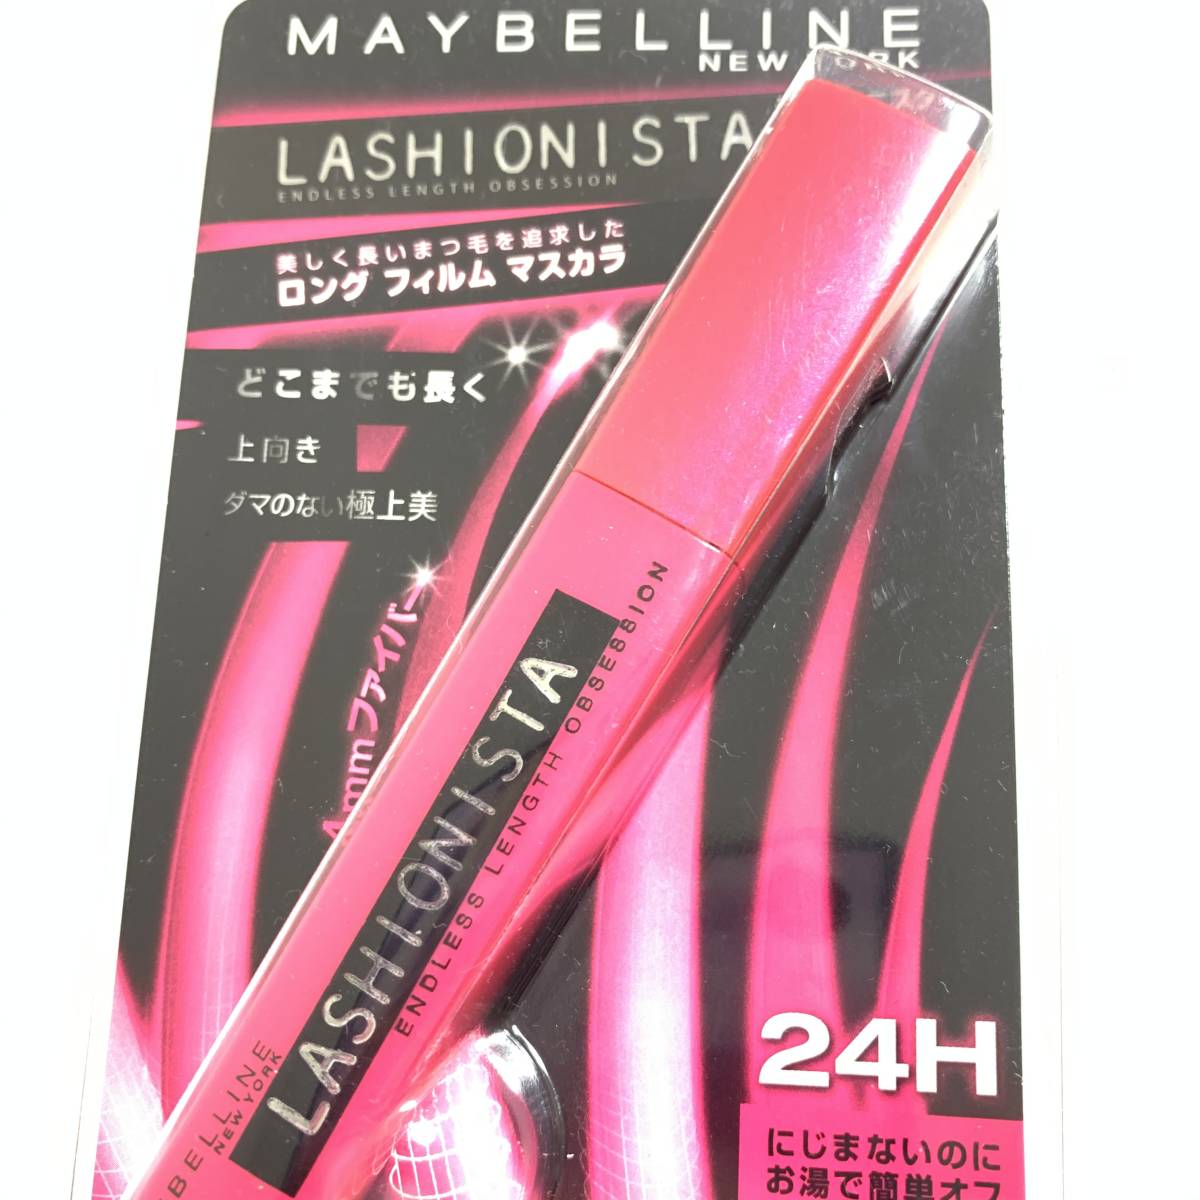 MAYBELLINE
NEW YORK
LASHIONISTA
ENDLESS LENGTH OBSESSION
美しく長いまつ毛を追求した
ロング フィルム マスカラ
どこまでも長く
上向き
ダマのない極上美
4mmファイバー
LASHIONISTA
ENDLESS LENGTH OBSESSION
NEW YORK
24H
にじまないのに
お湯で簡単オフ